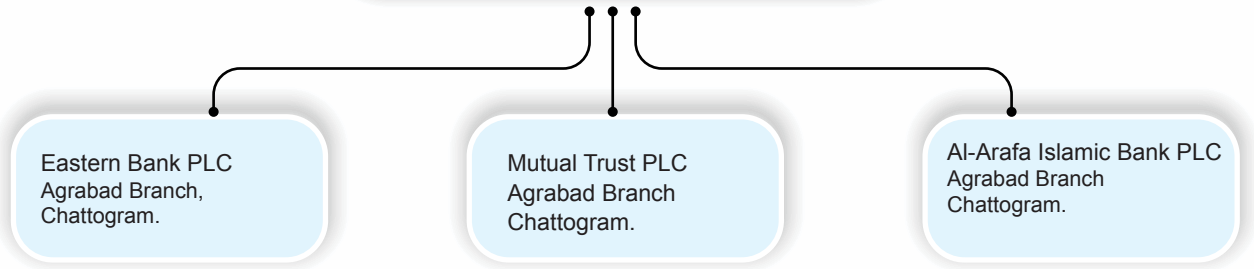 Eastern Bank PLC
Agrabad Branch,
Chattogram.
Mutual Trust PLC
Agrabad Branch
Chattogram.
Al-Arafa Islamic Bank PLC
Agrabad Branch
Chattogram.